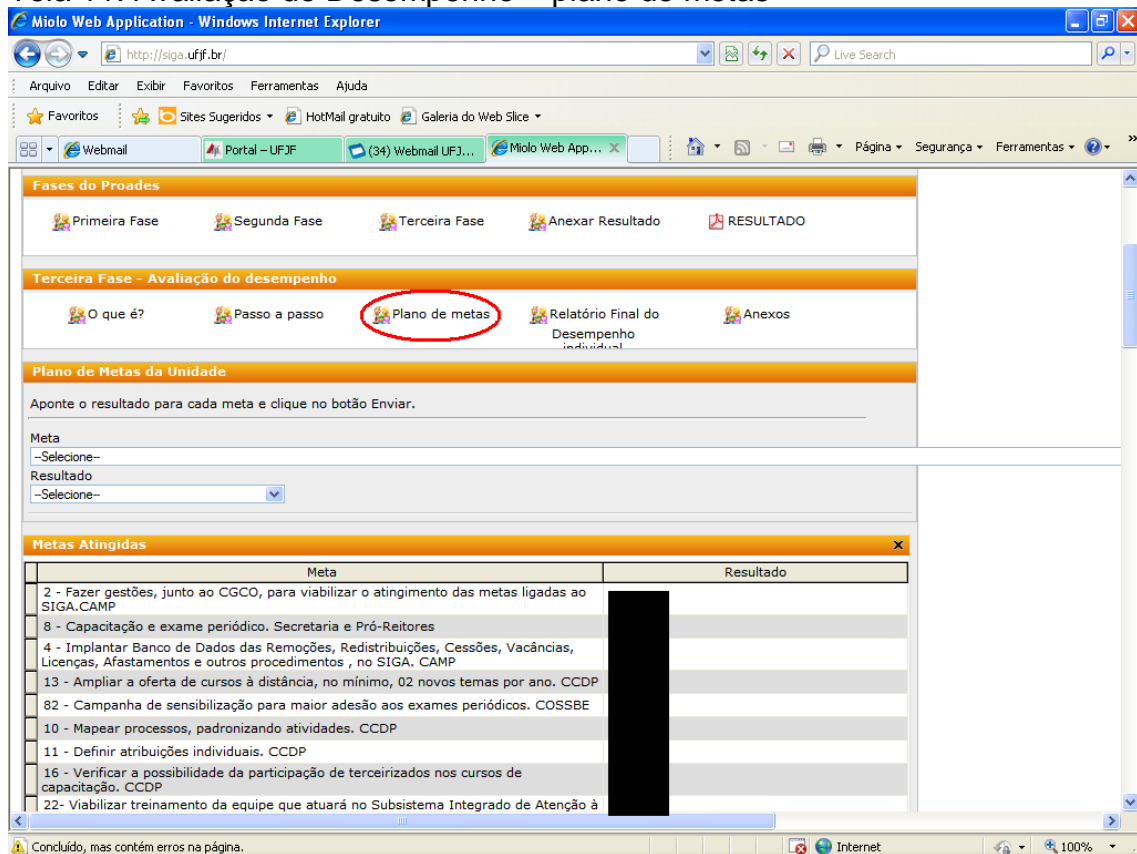 Miolo Web Application - Windows Internet Explorer
http://siga.ufjf.br/
Live Search
Arquivo Editar Exibir Favoritos Ferramentas Ajuda
Favoritos Sites Sugeridos HotMail gratuito Galeria do Web Slice
Webmail Portal – UFJF (34) Webmail UFJ... Miolo Web App... Página Segurança Ferramentas
Fases do Proades
Primeira Fase Segunda Fase Terceira Fase Anexar Resultado RESULTADO
Terceira Fase - Avaliação do desempenho
O que é? Passo a passo Plano de metas Relatório Final do Anexos
Desempenho
individual
Plano de Metas da Unidade
Aponte o resultado para cada meta e clique no botão Enviar.
Meta
--Selecione--
Resultado
--Selecione--
Metas Atingidas x
Meta Resultado
2 - Fazer gestões, junto ao CGCO, para viabilizar o atingimento das metas ligadas ao
SIGA.CAMP
8 - Capacitação e exame periódico. Secretaria e Pró-Reitores
4 - Implantar Banco de Dados das Remoções, Redistribuições, Cessões, Vacâncias,
Licenças, Afastamentos e outros procedimentos , no SIGA. CAMP
13 - Ampliar a oferta de cursos à distância, no mínimo, 02 novos temas por ano. CCDP
82 - Campanha de sensibilização para maior adesão aos exames periódicos. COSSBE
10 - Mapear processos, padronizando atividades. CCDP
11 - Definir atribuições individuais. CCDP
16 - Verificar a possibilidade da participação de terceirizados nos cursos de
capacitação. CCDP
22- Viabilizar treinamento da equipe que atuará no Subsistema Integrado de Atenção à
Concluído, mas contém erros na página. Internet 100%